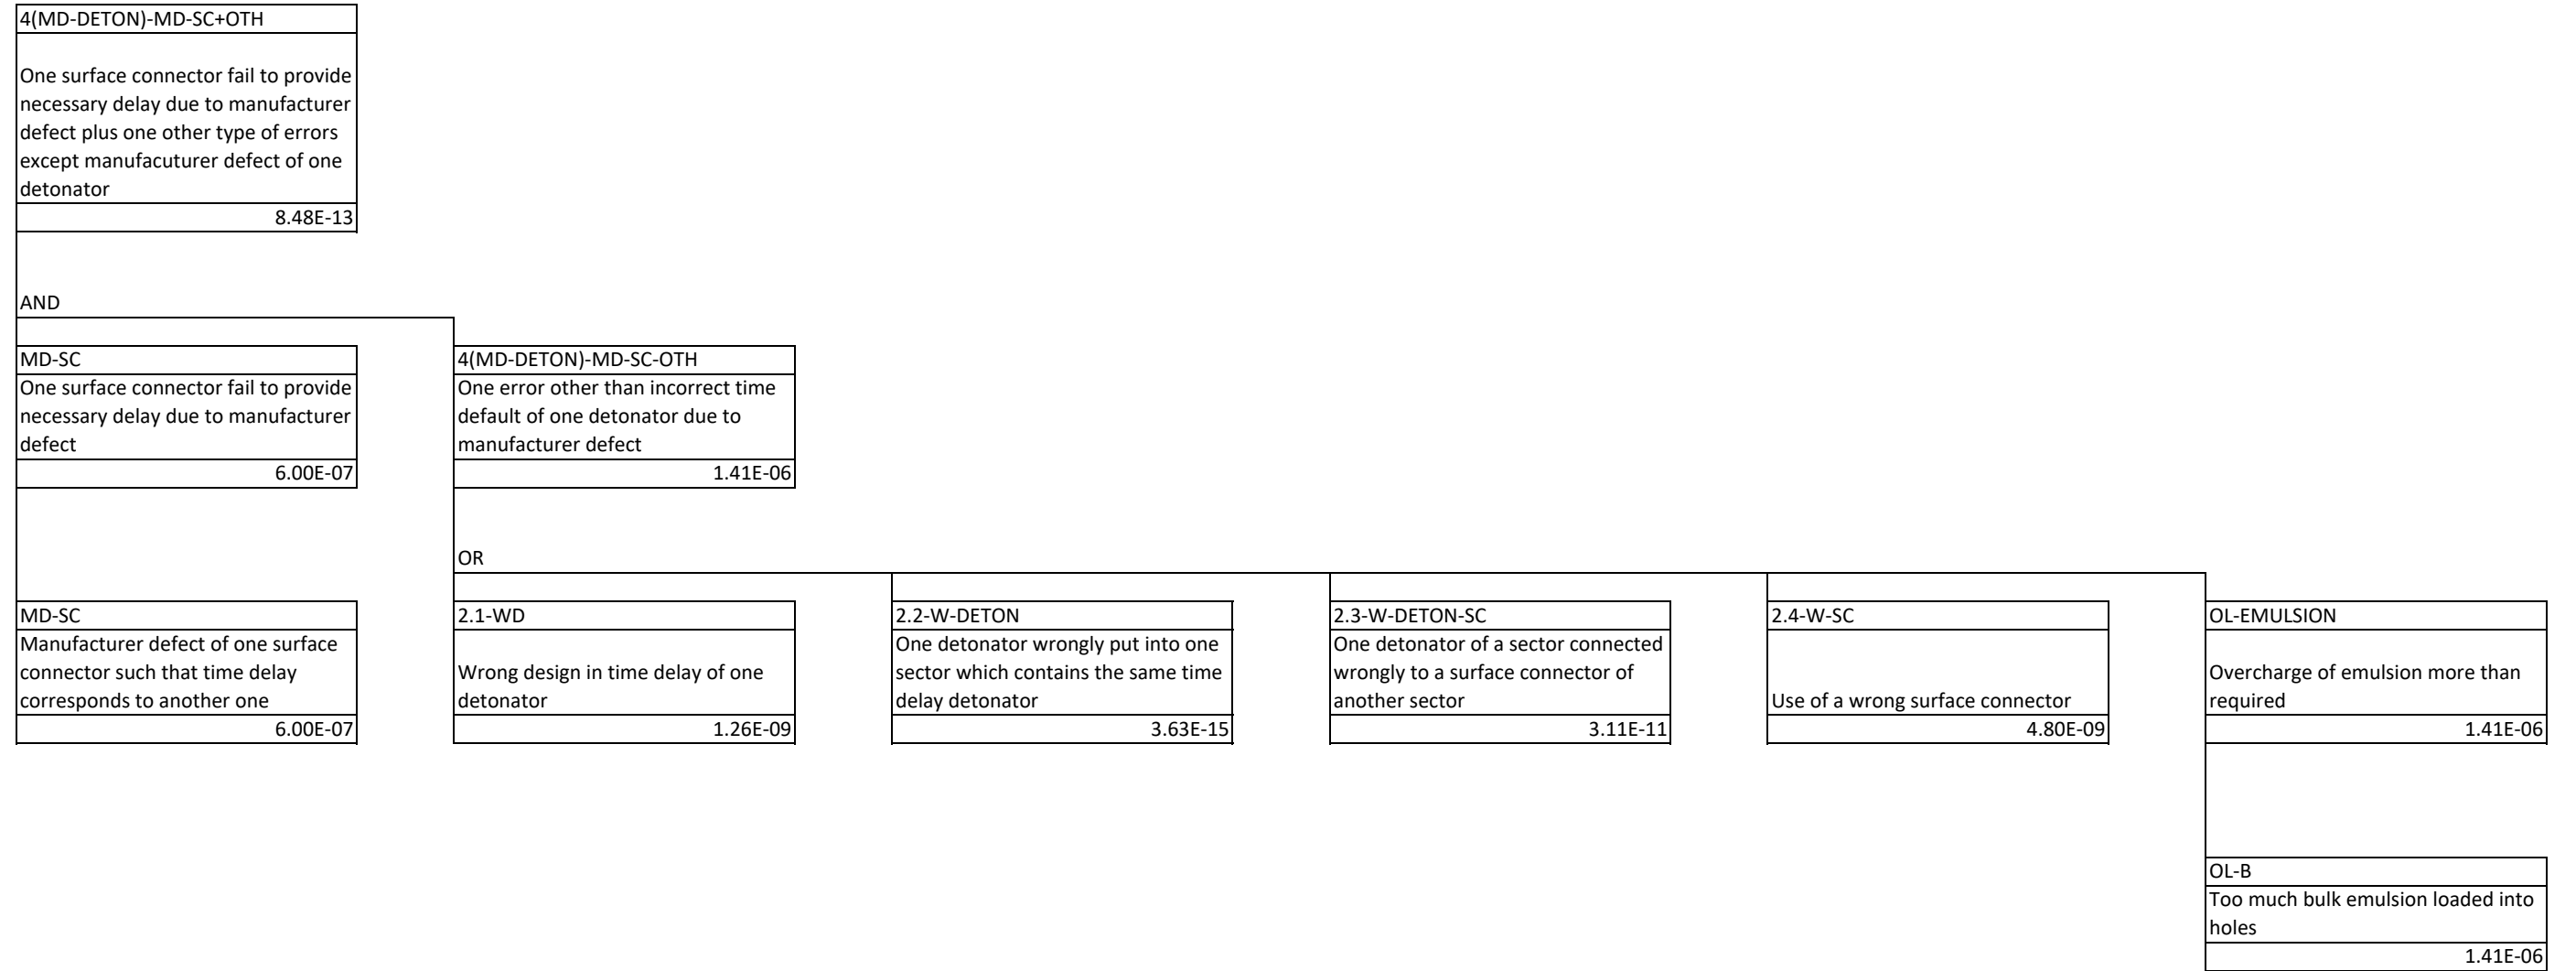 4(MD-DETON)-MD-SC+OTH
One surface connector fail to provide
necessary delay due to manufacturer
defect plus one other type of errors
except manufacuturer defect of one
detonator
8.48E-13
AND
MD-SC
One surface connector fail to provide
necessary delay due to manufacturer
defect
6.00E-07
4(MD-DETON)-MD-SC-OTH
One error other than incorrect time
default of one detonator due to
manufacturer defect
1.41E-06
OR
MD-SC
Manufacturer defect of one surface
connector such that time delay
corresponds to another one
6.00E-07
2.1-WD
Wrong design in time delay of one
detonator
1.26E-09
2.2-W-DETON
One detonator wrongly put into one
sector which contains the same time
delay detonator
3.63E-15
2.3-W-DETON-SC
One detonator of a sector connected
wrongly to a surface connector of
another sector
3.11E-11
2.4-W-SC
Use of a wrong surface connector
4.80E-09
OL-EMULSION
Overcharge of emulsion more than
required
1.41E-06
OL-B
Too much bulk emulsion loaded into
holes
1.41E-06